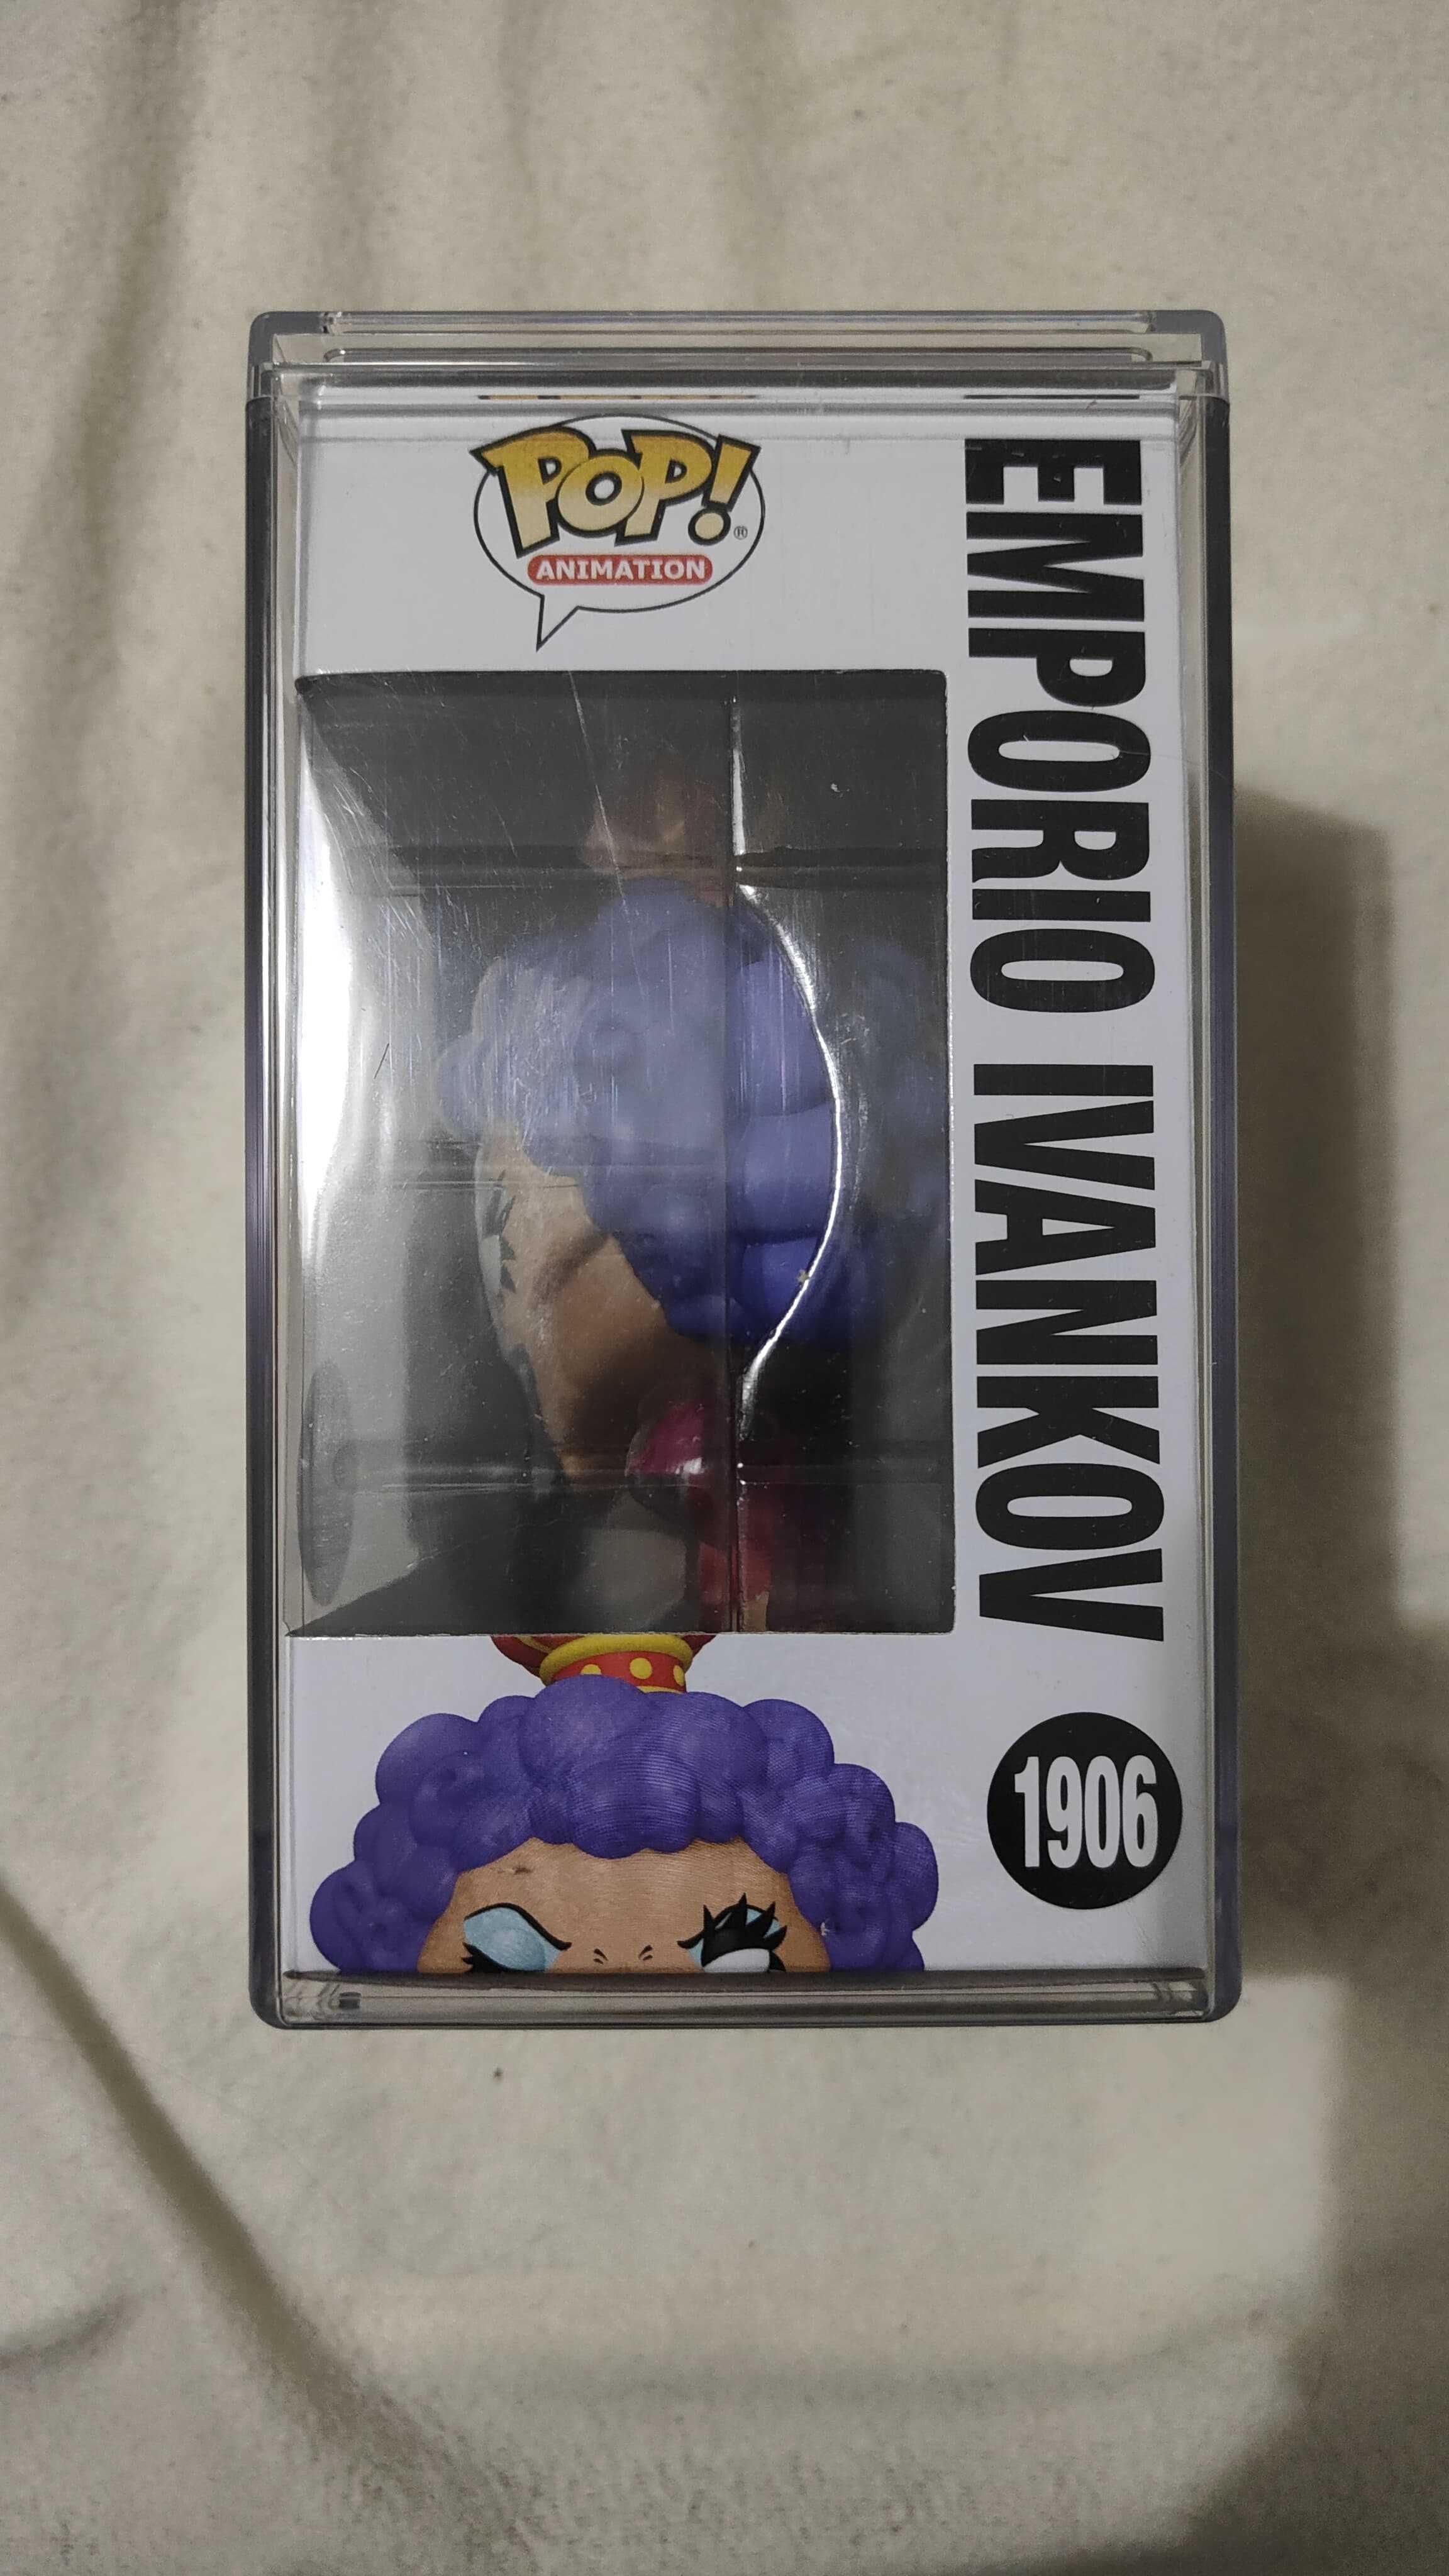 POP!
®
ANIMATION
EMPORIO IVANKOV
1906